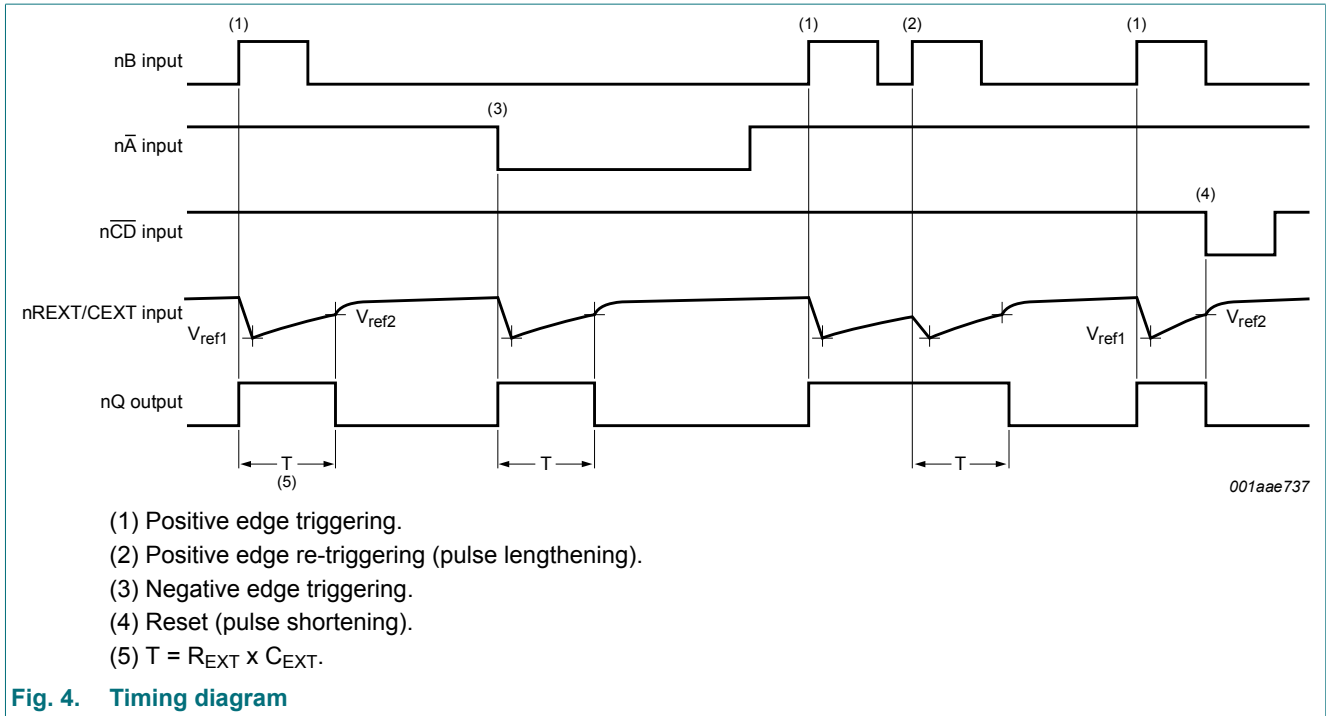 (1) (1) (2) (1)
nB input
(3)
nA̅ input
(4)
nC̅D̅ input
nREXT/CEXT input
Vref1 Vref2 Vref1 Vref2
nQ output
T T T
(5)
001aae737
(1) Positive edge triggering.
(2) Positive edge re-triggering (pulse lengthening).
(3) Negative edge triggering.
(4) Reset (pulse shortening).
(5) T = REXT x CEXT.
Fig. 4. Timing diagram